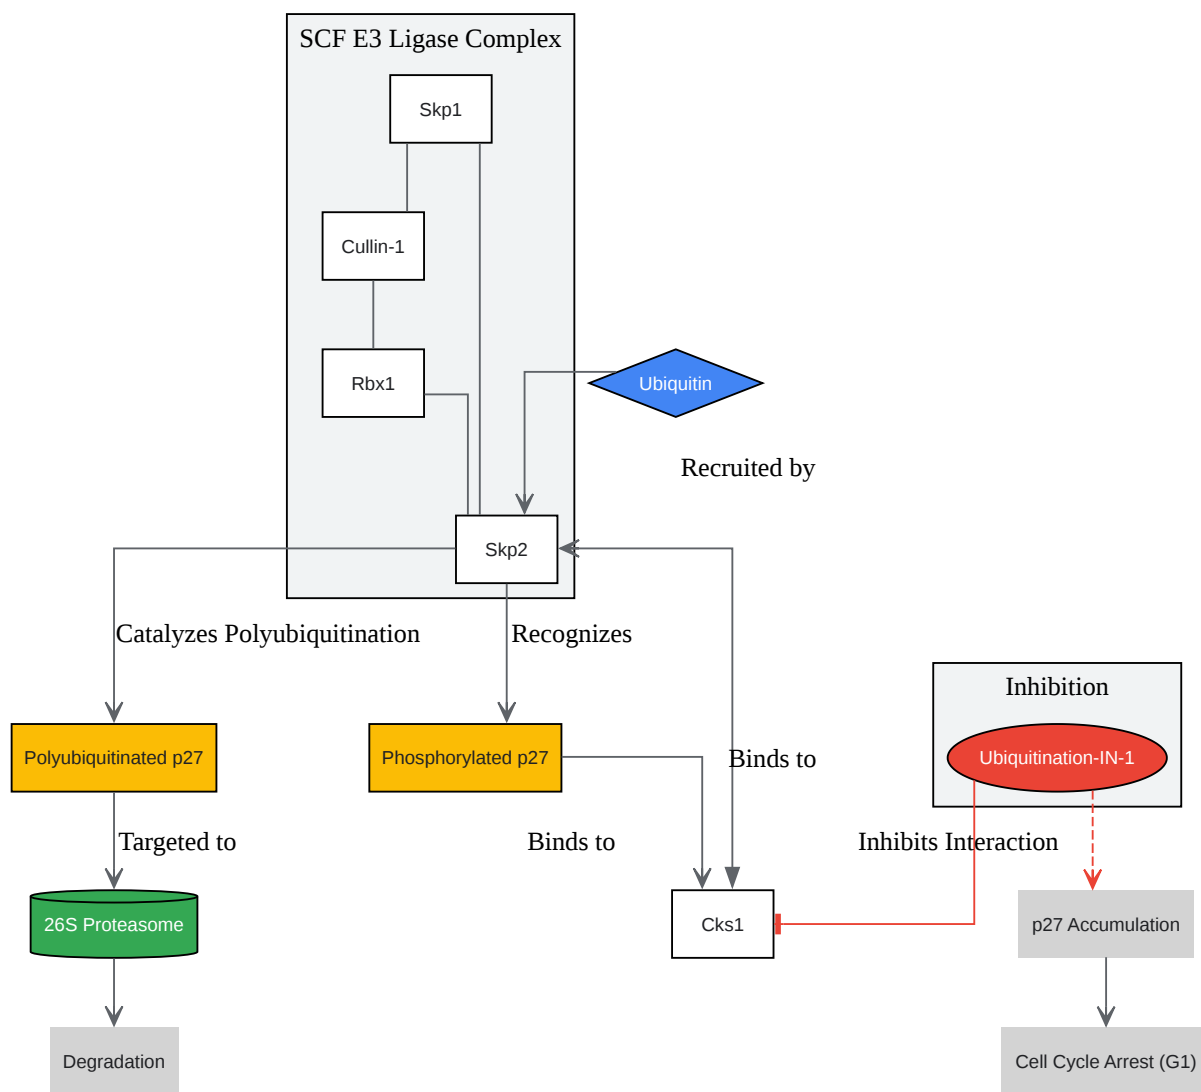 SCF E3 Ligase Complex
Skp1
Cullin-1
Rbx1
Ubiquitin
Recruited by
Skp2
Catalyzes Polyubiquitination
Recognizes
Inhibition
Polyubiquitinated p27
Phosphorylated p27
Binds to
Ubiquitination-IN-1
Targeted to
Binds to
Inhibits Interaction
26S Proteasome
Cks1
p27 Accumulation
Degradation
Cell Cycle Arrest (G1)